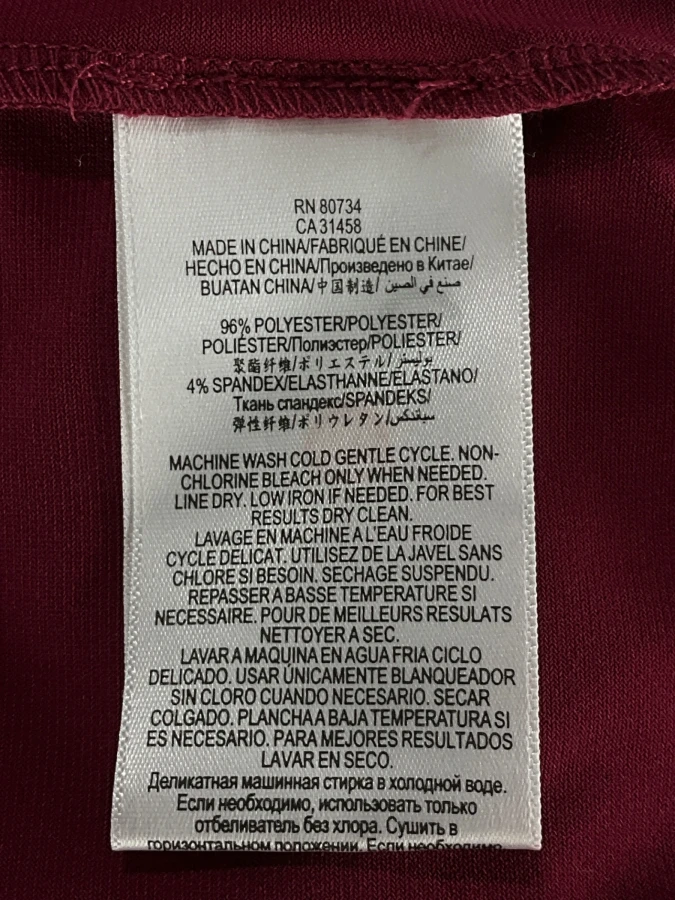 RN 80734
CA 31458
MADE IN CHINA/FABRIQUÉ EN CHINE/
HECHO EN CHINA/Произведено в Китае/
BUATAN CHINA/中国制造/ صنع في الصين
96% POLYESTER/POLYESTER/
POLIÉSTER/Полиэстер/POLIESTER/
聚酯纤维/ポリエステル/ بوليستر
4% SPANDEX/ELASTHANNE/ELASTANO/
Ткань спандекс/SPANDEKS/
弹性纤维/ポリウレタン/سبانдكس
MACHINE WASH COLD GENTLE CYCLE. NON-
CHLORINE BLEACH ONLY WHEN NEEDED.
LINE DRY. LOW IRON IF NEEDED. FOR BEST
RESULTS DRY CLEAN.
LAVAGE EN MACHINE A L'EAU FROIDE
CYCLE DELICAT. UTILISEZ DE LA JAVEL SANS
CHLORE SI BESOIN. SECHAGE SUSPENDU.
REPASSER A BASSE TEMPERATURE SI
NECESSAIRE. POUR DE MEILLEURS RESULATS
NETTOYER A SEC.
LAVAR A MAQUINA EN AGUA FRIA CICLO
DELICADO. USAR ÚNICAMENTE BLANQUEADOR
SIN CLORO CUANDO NECESARIO. SECAR
COLGADO. PLANCHA A BAJA TEMPERATURA SI
ES NECESARIO. PARA MEJORES RESULTADOS
LAVAR EN SECO.
Деликатная машинная стирка в холодной воде.
Если необходимо, использовать только
отбеливатель без хлора. Сушить в
горизонтальном положении. Если необходимо